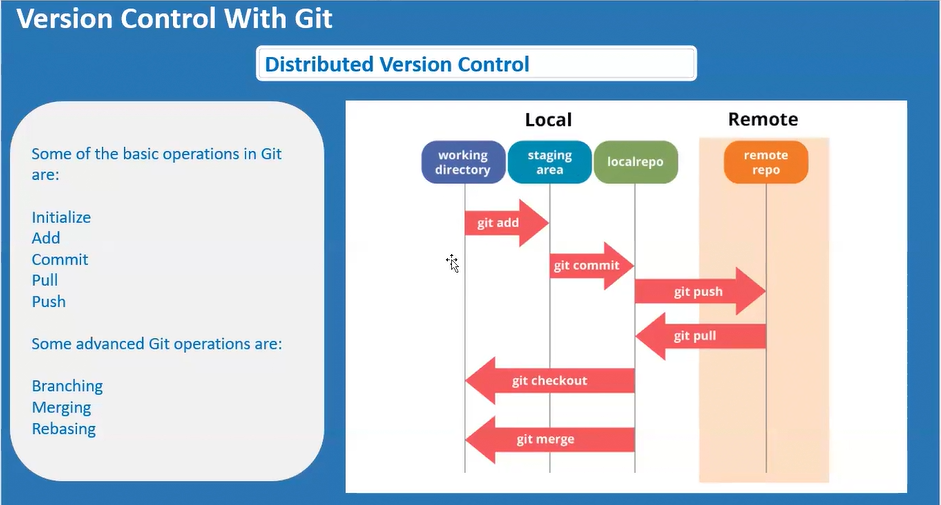 Version Control With Git
Distributed Version Control
Some of the basic operations in Git
are:
Initialize
Add
Commit
Pull
Push
Some advanced Git operations are:
Branching
Merging
Rebasing
Local
Remote
working
directory
staging
area
localrepo
remote
repo
git add
git commit
git push
git pull
git checkout
git merge